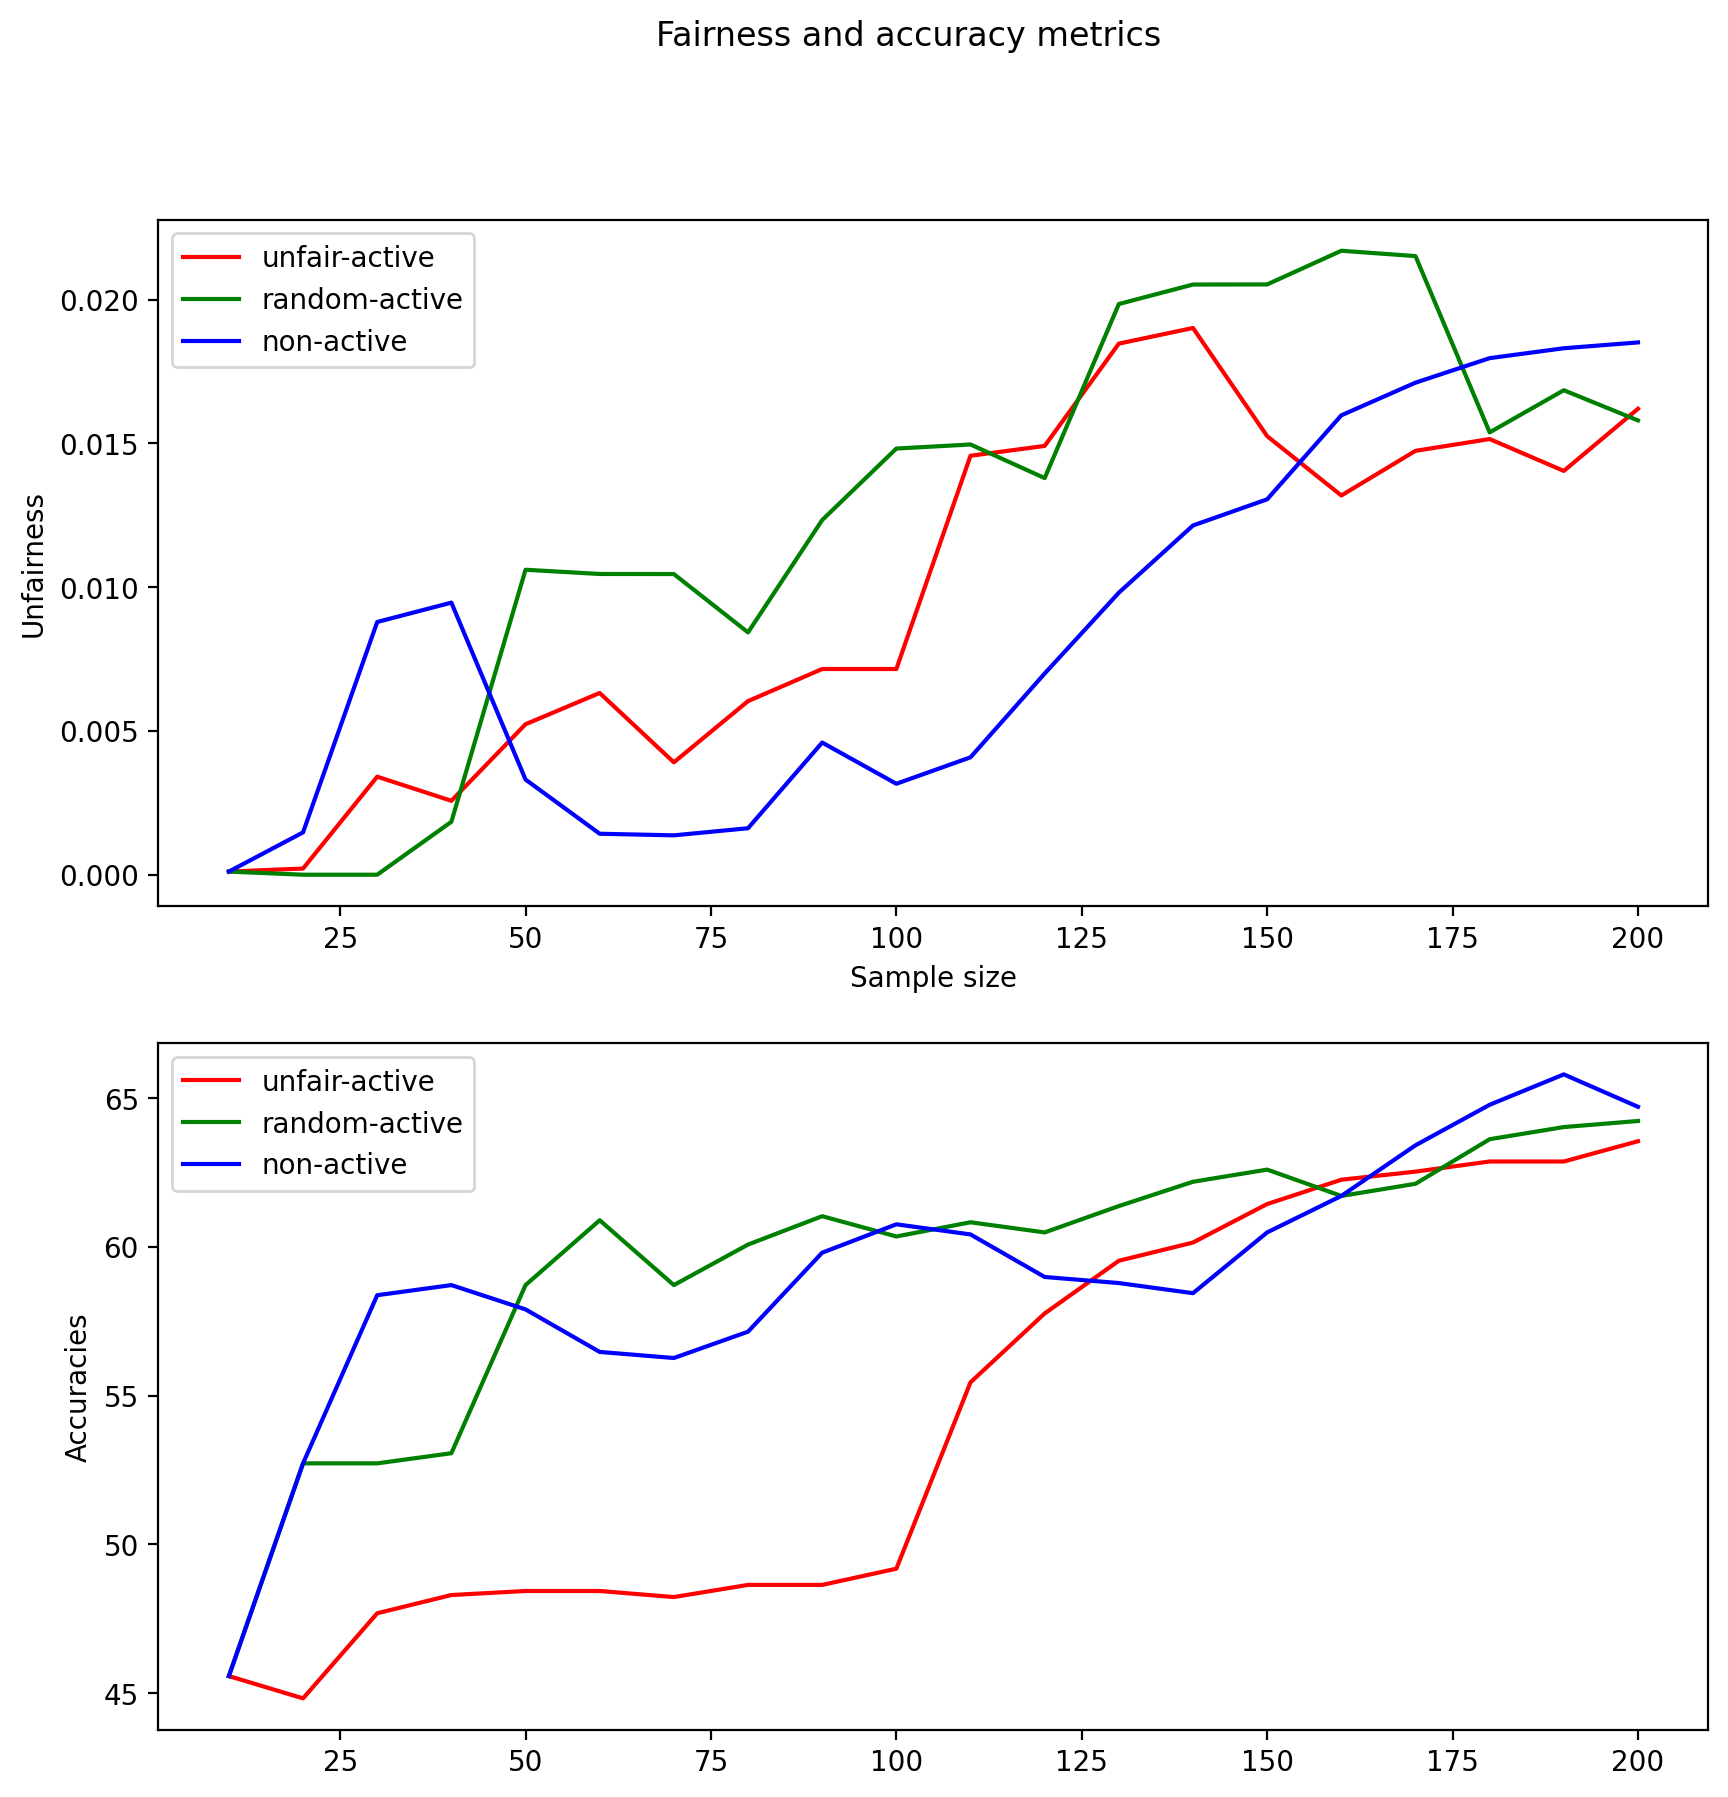 Fairness and accuracy metrics
unfair-active
random-active
non-active
0.020
0.015
0.010
0.005
0.000
Unfairness
25 50 75 100 125 150 175 200
Sample size
unfair-active
random-active
non-active
65
60
55
50
45
Accuracies
25 50 75 100 125 150 175 200